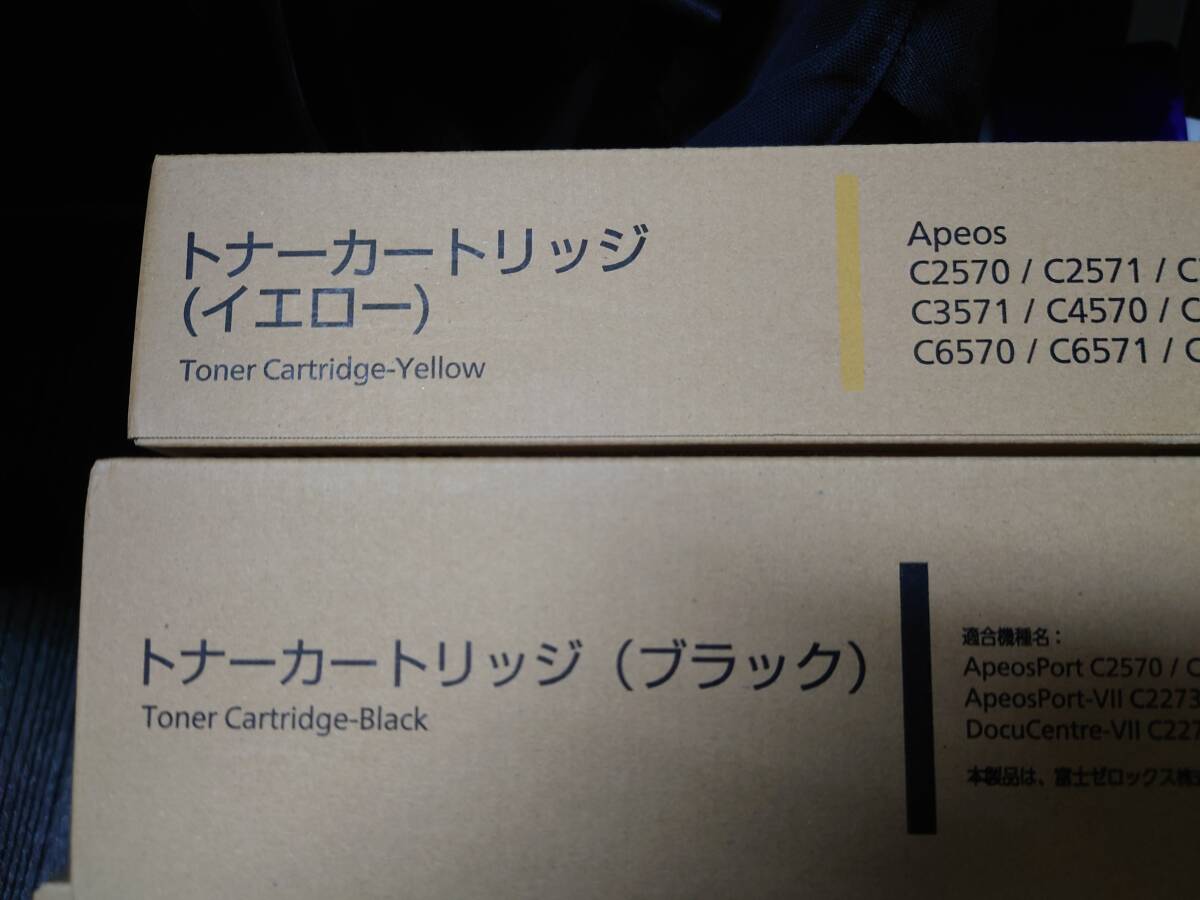 トナーカートリッジ
(イエロー)
Toner Cartridge-Yellow
Apeos
C2570 / C2571 / C
C3571 / C4570 / C
C6570 / C6571 / C
トナーカートリッジ（ブラック）
Toner Cartridge-Black
適合機種名：
ApeosPort C2570 / C
ApeosPort-VII C2273
DocuCentre-VII C227
本製品は、富士ゼロックス株